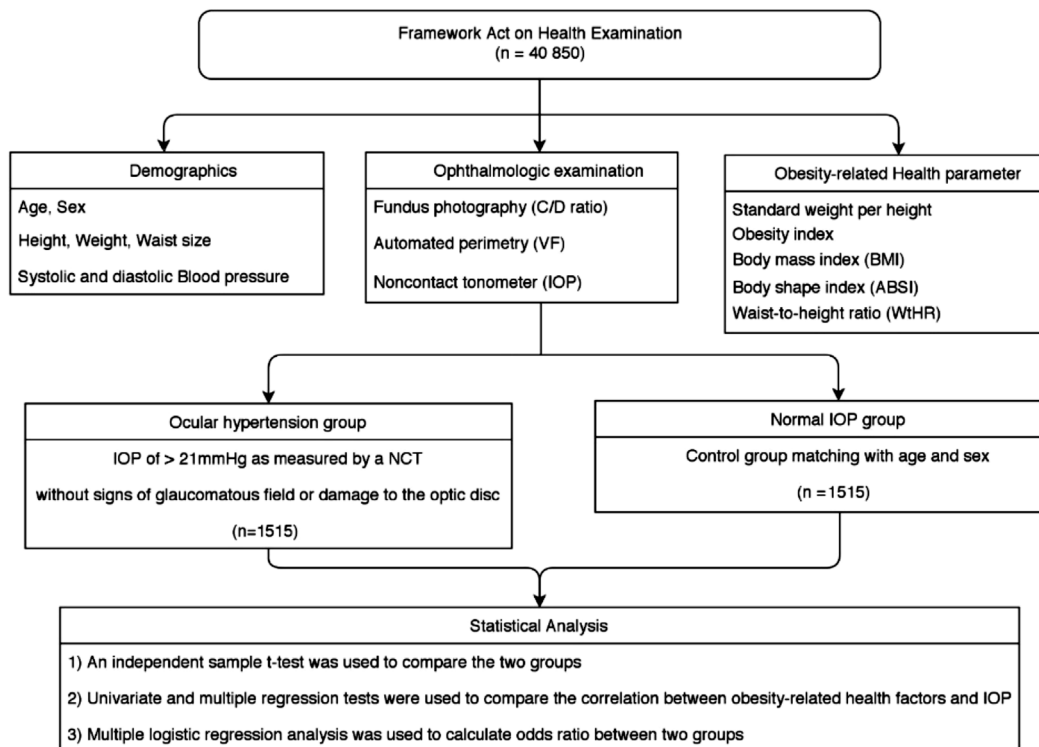 Framework Act on Health Examination
(n = 40 850)
Demographics
Age, Sex
Height, Weight, Waist size
Systolic and diastolic Blood pressure
Ophthalmologic examination
Fundus photography (C/D ratio)
Automated perimetry (VF)
Noncontact tonometer (IOP)
Obesity-related Health parameter
Standard weight per height
Obesity index
Body mass index (BMI)
Body shape index (ABSI)
Waist-to-height ratio (WtHR)
Ocular hypertension group
IOP of > 21mmHg as measured by a NCT
without signs of glaucomatous field or damage to the optic disc
(n=1515)
Normal IOP group
Control group matching with age and sex
(n =1515)
Statistical Analysis
1) An independent sample t-test was used to compare the two groups
2) Univariate and multiple regression tests were used to compare the correlation between obesity-related health factors and IOP
3) Multiple logistic regression analysis was used to calculate odds ratio between two groups